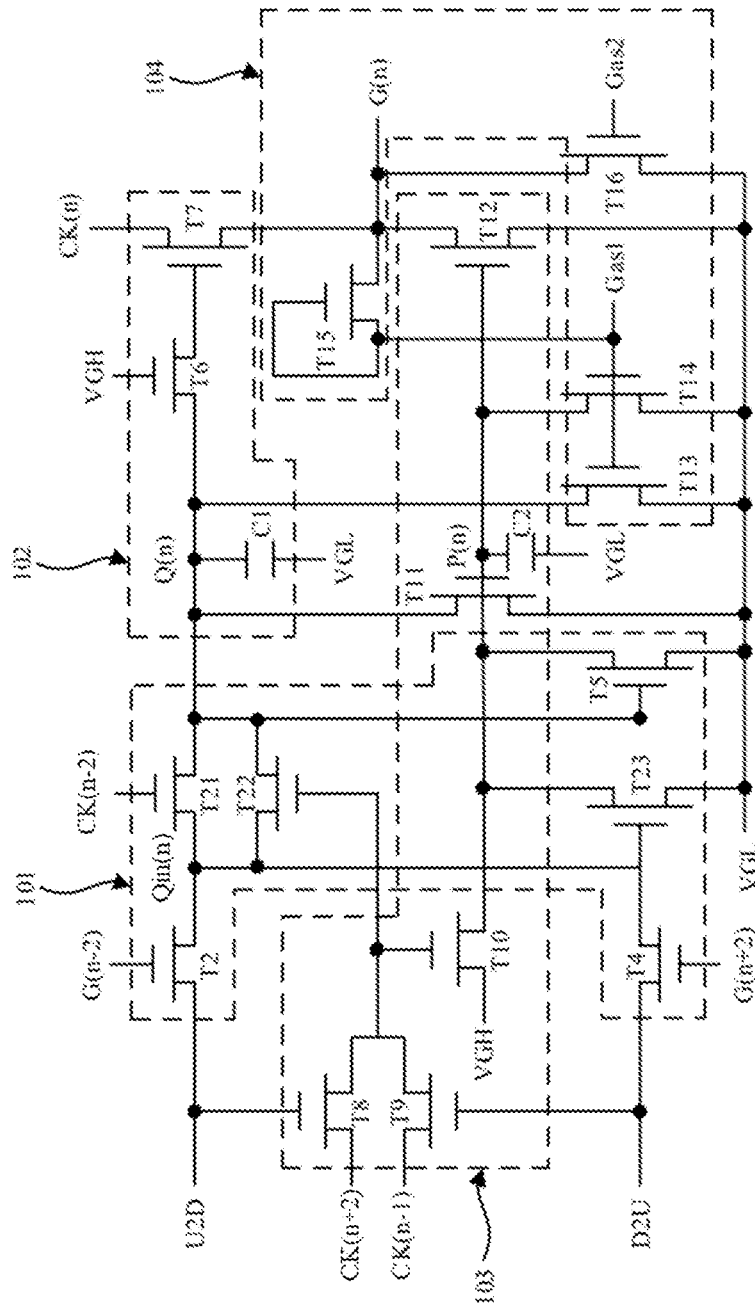 101
102
104
G(n-2)
CK(n-2)
VGH
CK(n)
Qin(n)
Q(n)
U2D
T2
T21
T6
T7
T22
C1
VGL
T15
G(n)
T8
CK(n+2)
CK(n-1)
T9
VGH
T10
T11
P(n)
C2
VGL
T12
Gas1
Gas2
103
D2U
T4
T23
T5
T13
T14
T16
G(n+2)
VGL